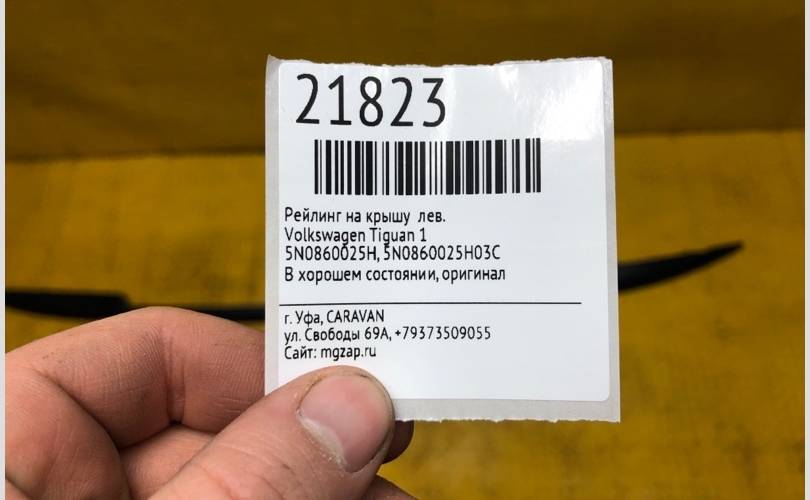 21823
Рейлинг на крышу лев.
Volkswagen Tiguan 1
5N0860025H, 5N0860025H03C
В хорошем состоянии, оригинал
г. Уфа, CARAVAN
ул. Свободы 69А, +79373509055
Сайт: mgzap.ru